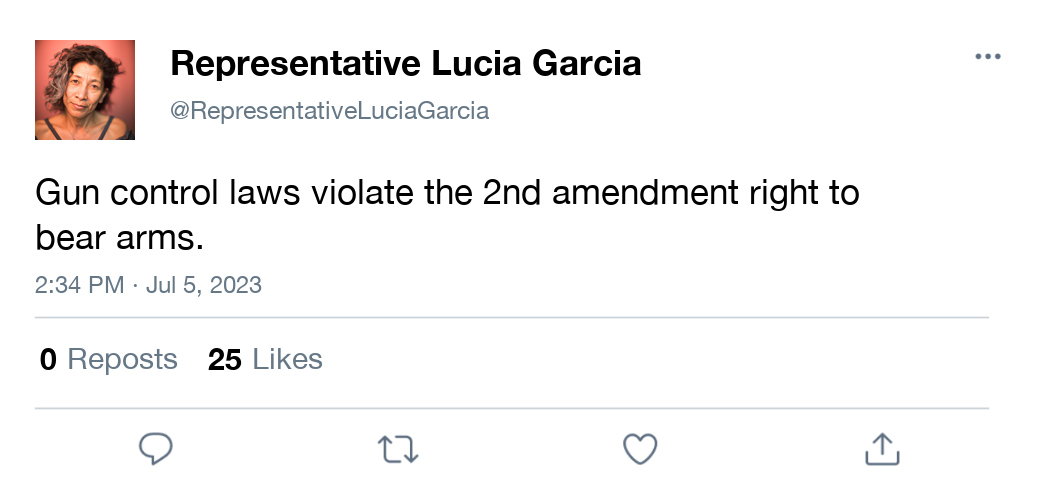 Representative Lucia Garcia
@RepresentativeLuciaGarcia
Gun control laws violate the 2nd amendment right to
bear arms.
2:34 PM · Jul 5, 2023
0 Reposts 25 Likes